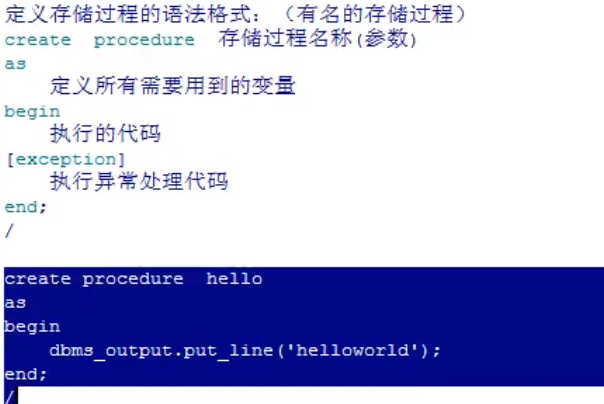 定义存储过程的语法格式：（有名的存储过程）
create  procedure  存储过程名称(参数)
as
    定义所有需要用到的变量
begin
    执行的代码
[exception]
    执行异常处理代码
end;
/
create procedure  hello
as
begin
    dbms_output.put_line('helloworld');
end;
/